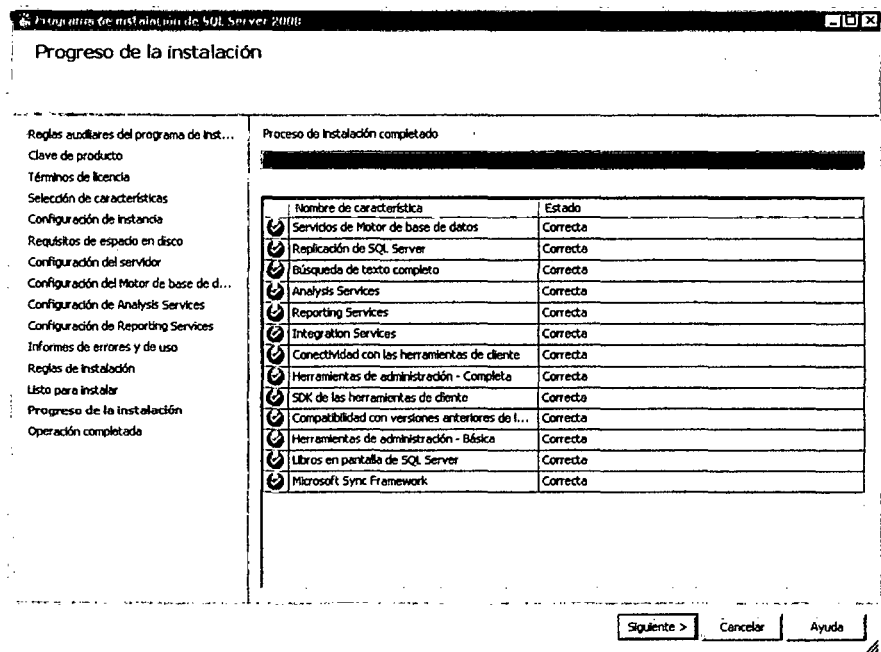 Programa de instalación de SQL Server 2008
Progreso de la instalación
Reglas auxiliares del programa de inst...
Clave de producto
Términos de licencia
Selección de características
Configuración de instancia
Requisitos de espacio en disco
Configuración del servidor
Configuración del Motor de base de d...
Configuración de Analysis Services
Configuración de Reporting Services
Informes de errores y de uso
Reglas de instalación
Listo para instalar
Progreso de la instalación
Operación completada
Proceso de instalación completado
Nombre de característica Estado
Servicios de Motor de base de datos Correcta
Replicación de SQL Server Correcta
Búsqueda de texto completo Correcta
Analysis Services Correcta
Reporting Services Correcta
Integration Services Correcta
Conectividad con las herramientas de cliente Correcta
Herramientas de administración - Completa Correcta
SDK de las herramientas de cliente Correcta
Compatibilidad con versiones anteriores de l... Correcta
Herramientas de administración - Básica Correcta
Libros en pantalla de SQL Server Correcta
Microsoft Sync Framework Correcta
Siguiente > Cancelar Ayuda